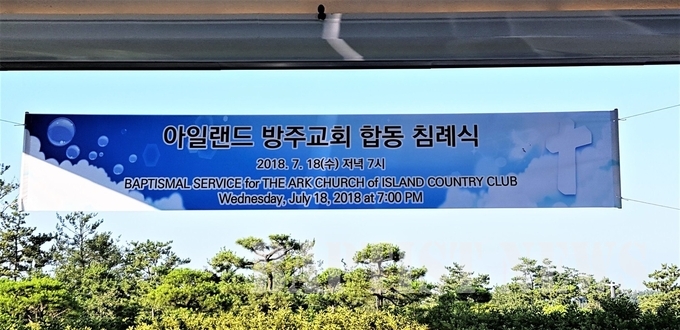 아일랜드 방주교회 합동 침례식
2018. 7. 18(수) 저녁 7시
BAPTISMAL SERVICE for THE ARK CHURCH of ISLAND COUNTRY CLUB
Wednesday, July 18, 2018 at 7:00 PM